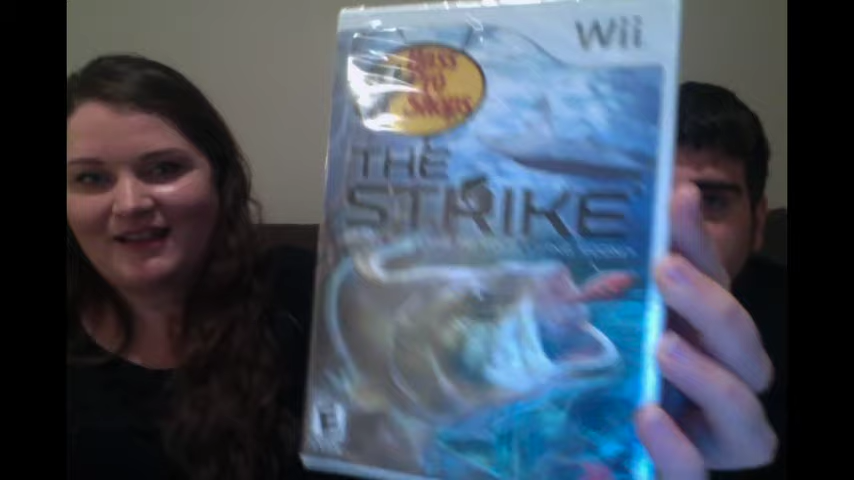 Wii
Bass
Pro
Shops
THE
STRIKE
E